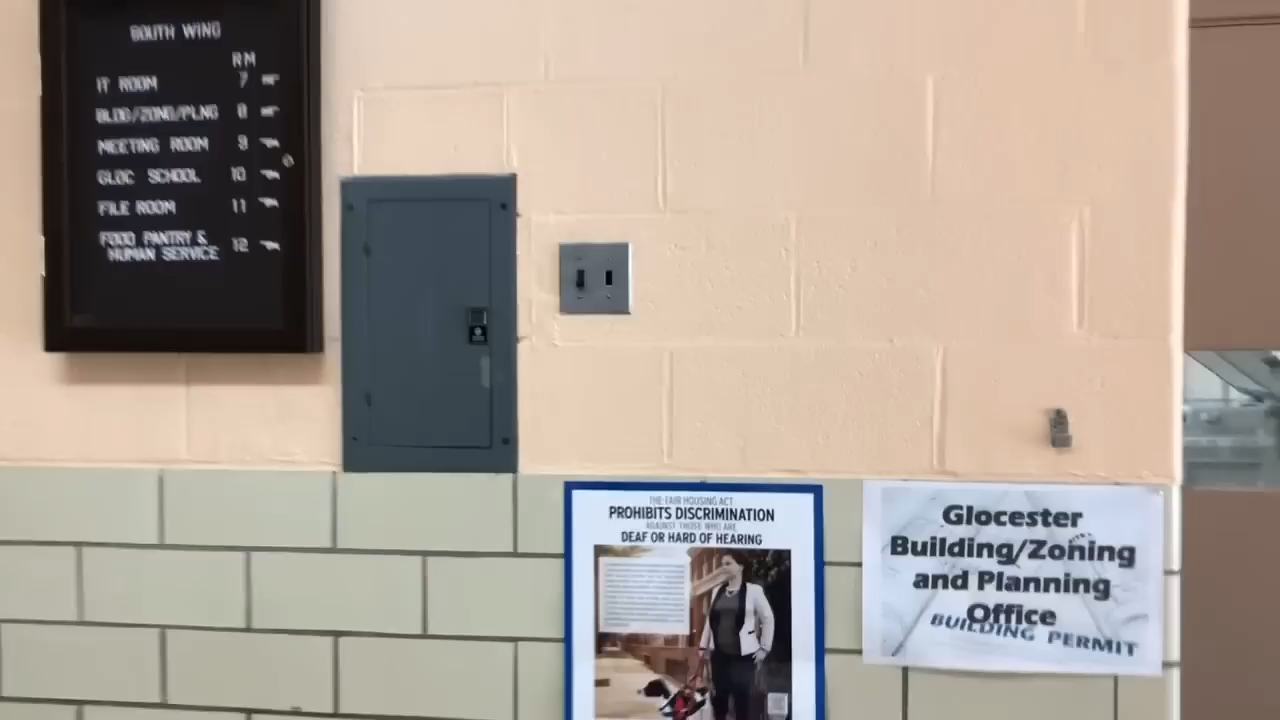 SOUTH WING
RM
IT ROOM 7
BLDG/ZONG/PLNG 8
MEETING ROOM 9
GLOC SCHOOL 10
FILE ROOM 11
FOOD PANTRY &
HUMAN SERVICE 12
THE FAIR HOUSING ACT
PROHIBITS DISCRIMINATION
AGAINST THOSE WHO ARE
DEAF OR HARD OF HEARING
Glocester
Building/Zoning
and Planning
Office
BUILDING PERMIT